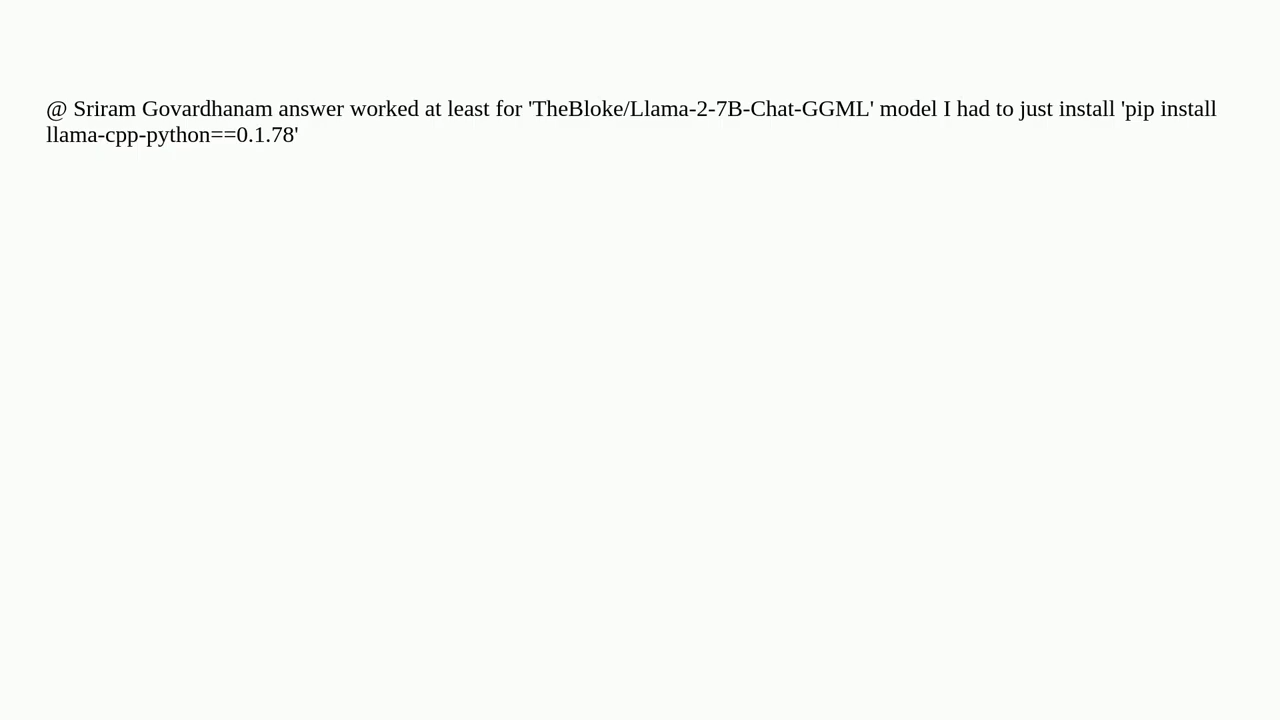 @ Sriram Govardhanam answer worked at least for 'TheBloke/Llama-2-7B-Chat-GGML' model I had to just install 'pip install
llama-cpp-python==0.1.78'